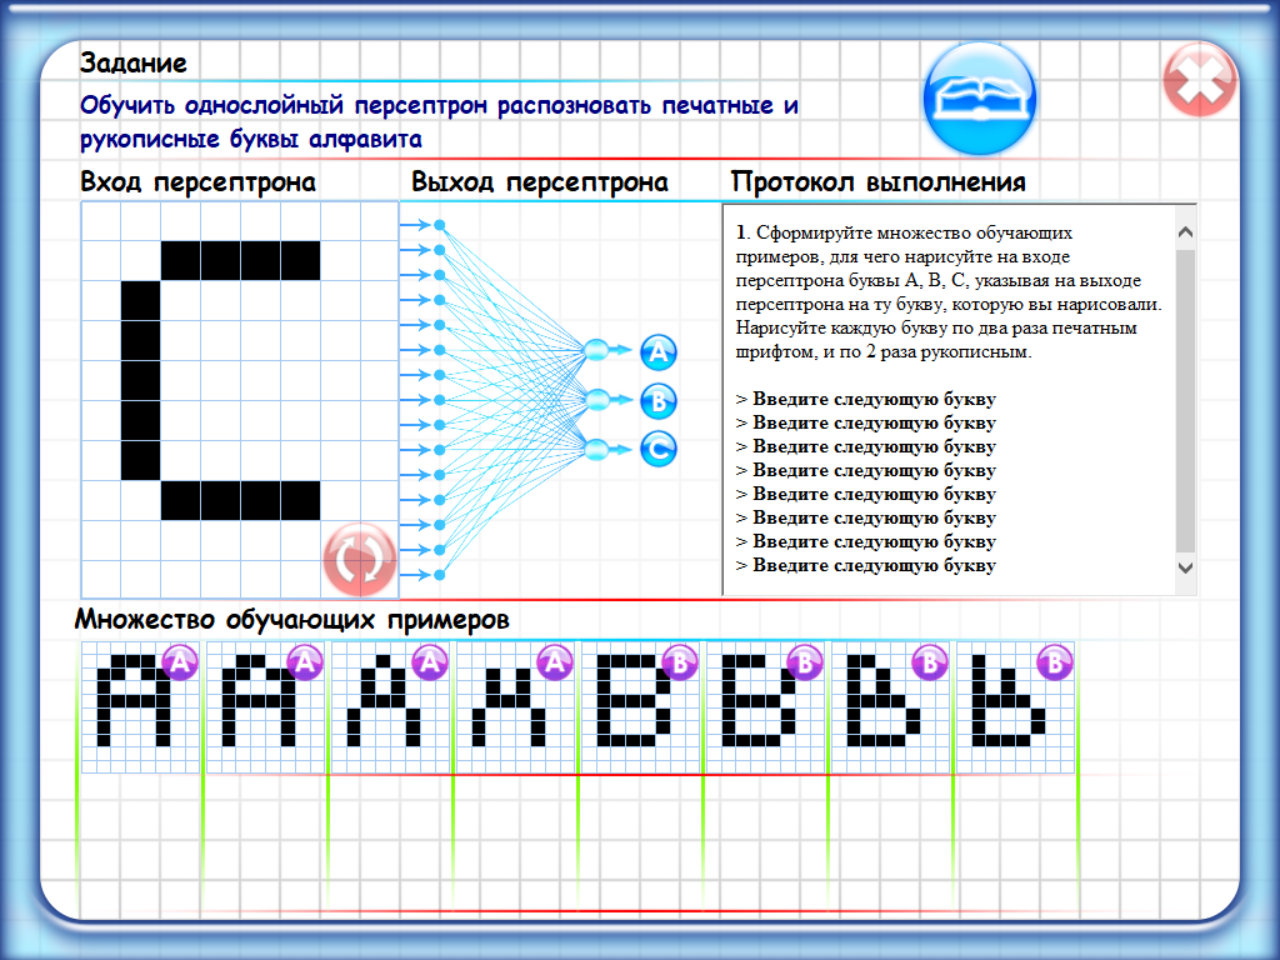 Задание
Обучить однослойный персептрон распозновать печатные и
рукописные буквы алфавита
Вход персептрона
Выход персептрона
Протокол выполнения
A
B
C
1. Сформируйте множество обучающих
примеров, для чего нарисуйте на входе
персептрона буквы А, В, С, указывая на выходе
персептрона на ту букву, которую вы нарисовали.
Нарисуйте каждую букву по два раза печатным
шрифтом, и по 2 раза рукописным.
> Введите следующую букву
> Введите следующую букву
> Введите следующую букву
> Введите следующую букву
> Введите следующую букву
> Введите следующую букву
> Введите следующую букву
> Введите следующую букву
Множество обучающих примеров
A A A A B B B B